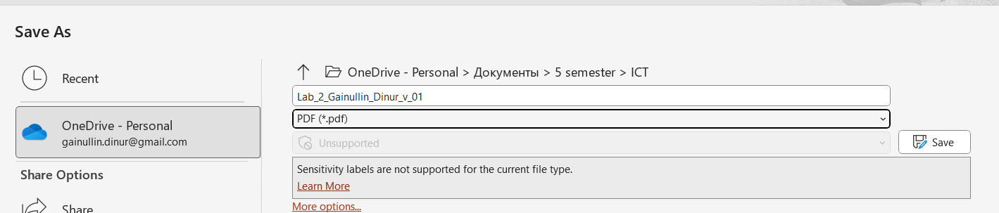 Save As
Recent
OneDrive - Personal
gainullin.dinur@gmail.com
Share Options
Share
OneDrive - Personal > Документы > 5 semester > ICT
Lab_2_Gainullin_Dinur_v_01
PDF (*.pdf)
Unsupported
Save
Sensitivity labels are not supported for the current file type.
Learn More
More options...